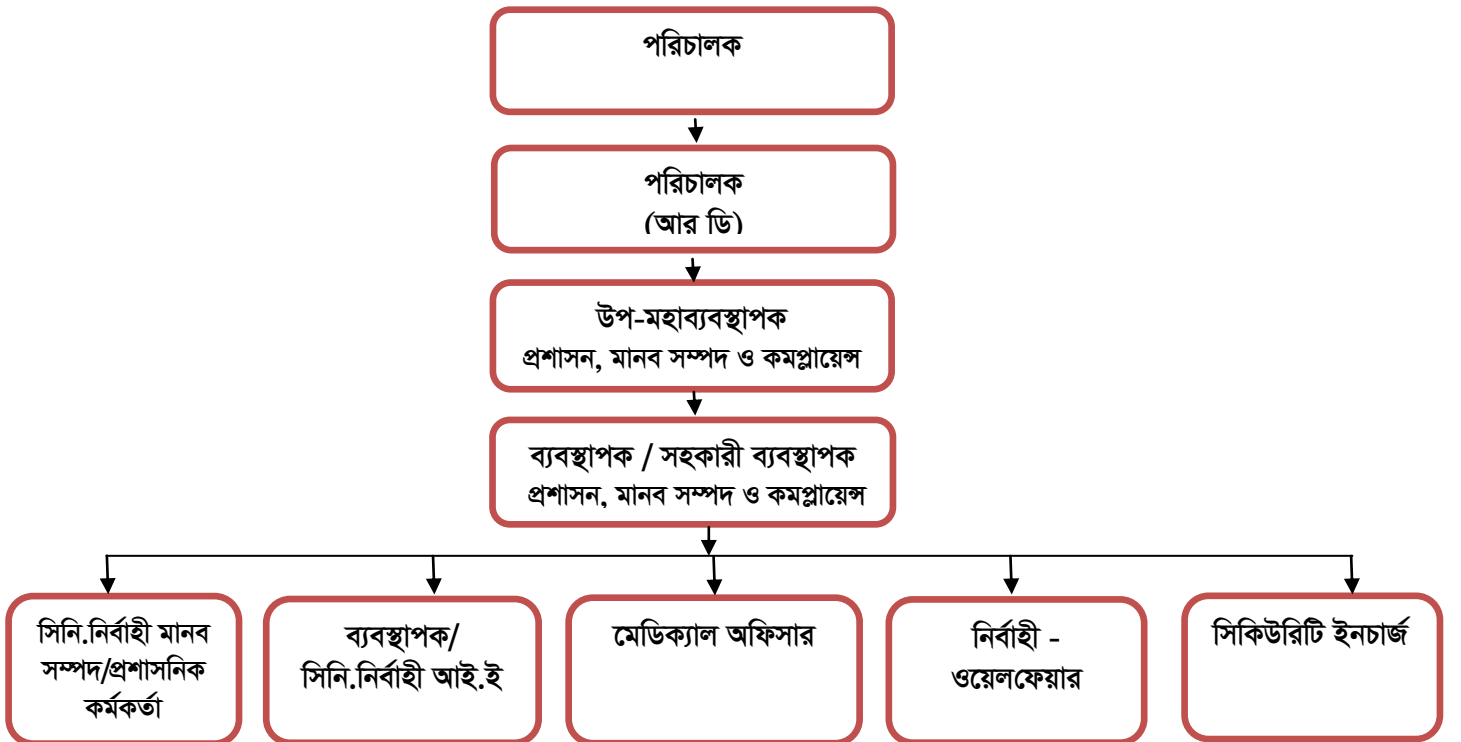 পরিচালক
পরিচালক
(আর ডি)
উপ-মহাব্যবস্থাপক
প্রশাসন, মানব সম্পদ ও কমপ্লায়েন্স
ব্যবস্থাপক / সহকারী ব্যবস্থাপক
প্রশাসন, মানব সম্পদ ও কমপ্লায়েন্স
সিনি.নির্বাহী মানব
সম্পদ/প্রশাসনিক
কর্মকর্তা
ব্যবস্থাপক/
সিনি.নির্বাহী আই.ই
মেডিক্যাল অফিসার
নির্বাহী -
ওয়েলফেয়ার
সিকিউরিটি ইনচার্জ